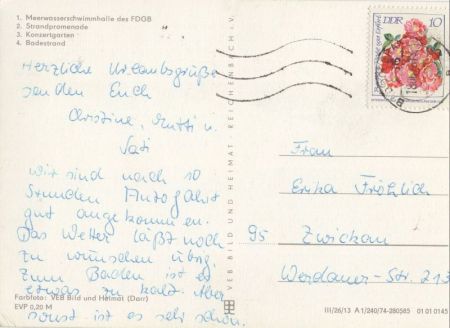 1. Meerwasserschwimmhalle des FDGB
2. Strandpromenade
3. Konzertgarten
4. Badestrand
Herzliche Urlaubsgrüße
senden Euch
Christine, Mutti u.
Vati
Wir sind nach 10
Stunden Autofahrt
gut angekommen.
Das Wetter läßt noch
zu wünschen übrig.
Zum Baden ist es
etwas zu kalt. Aber
sonst ist es sehr schön.
Farbfoto: VEB Bild und Heimat (Darr)
EVP 0,20 M
VEB BILD UND HEIMAT REICHENBACH i.V.
DDR 10
Frau
Erika Fröhlich
95 Zwickau
Werdauer-Str. 213
III/26/13 A 1/240/74-280585 01 01 0145